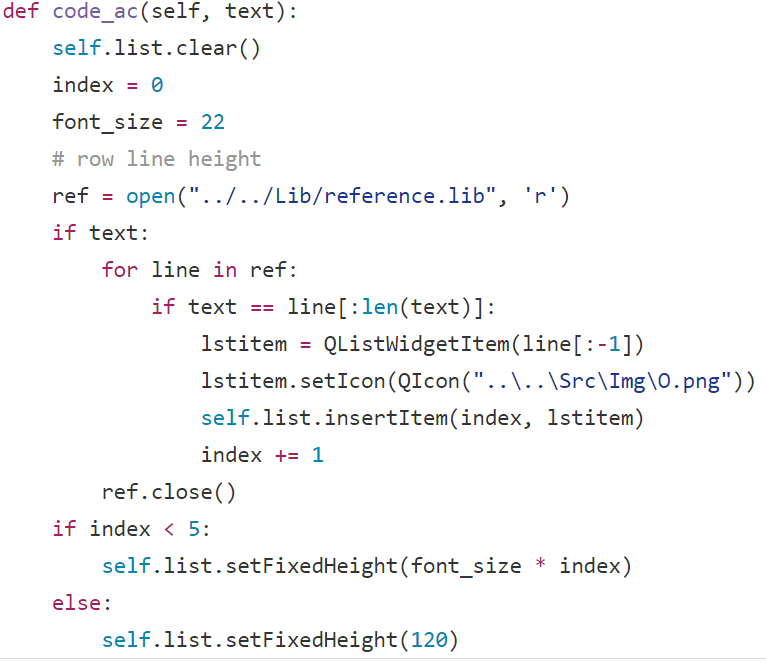 def code_ac(self, text):
    self.list.clear()
    index = 0
    font_size = 22
    # row line height
    ref = open("../../Lib/reference.lib", 'r')
    if text:
        for line in ref:
            if text == line[:len(text)]:
                lstitem = QListWidgetItem(line[:-1])
                lstitem.setIcon(QIcon("..\..\Src\Img\O.png"))
                self.list.insertItem(index, lstitem)
                index += 1
        ref.close()
    if index < 5:
        self.list.setFixedHeight(font_size * index)
    else:
        self.list.setFixedHeight(120)